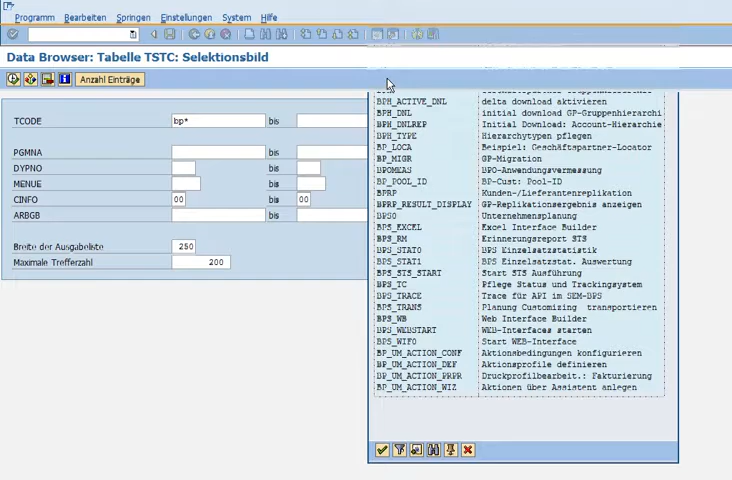 Programm Bearbeiten Springen Einstellungen System Hilfe
Data Browser: Tabelle TSTC: Selektionsbild
Anzahl Einträge
TCODE bp* bis
PGMNA bis
DYPNO bis
MENUE bis
CINFO 00 bis 00
ARBGB bis
Breite der Ausgabeliste 250
Maximale Trefferzahl 200
BPH_ACTIVE_DNL delta download aktivieren
BPH_DNL initial download GP-Gruppenhierarchi
BPH_DNLREP Initial Download: Account-Hierarchie
BPH_TYPE Hierarchietypen pflegen
BP_LOCA Beispiel: Geschäftspartner-Locator
BP_MIGR GP-Migration
BPOMEAS BPO-Anwendungsvermessung
BP_POOL_ID BP-Cust: Pool-ID
BPRP Kunden-/Lieferantenreplikation
BPRP_RESULT_DISPLAY GP-Replikationsergebnis anzeigen
BPS0 Unternehmensplanung
BPS_EXCEL Excel Interface Builder
BPS_RM Erinnerungsreport STS
BPS_STAT0 BPS Einzelsatzstatistik
BPS_STAT1 BPS Einzelsatzstat. Auswertung
BPS_STS_START Start STS Ausführung
BPS_TC Pflege Status und Trackingsystem
BPS_TRACE Trace für API im SEM-BPS
BPS_TRANS Planung Customizing transportieren
BPS_WB Web Interface Builder
BPS_WEBSTART WEB-Interfaces starten
BPS_WIF0 Start WEB-Interface
BP_UM_ACTION_CONF Aktionsbedingungen konfigurieren
BP_UM_ACTION_DEF Aktionsprofile definieren
BP_UM_ACTION_PRPR Druckprofilbearbeit.: Fakturierung
BP_UM_ACTION_WIZ Aktionen über Assistent anlegen